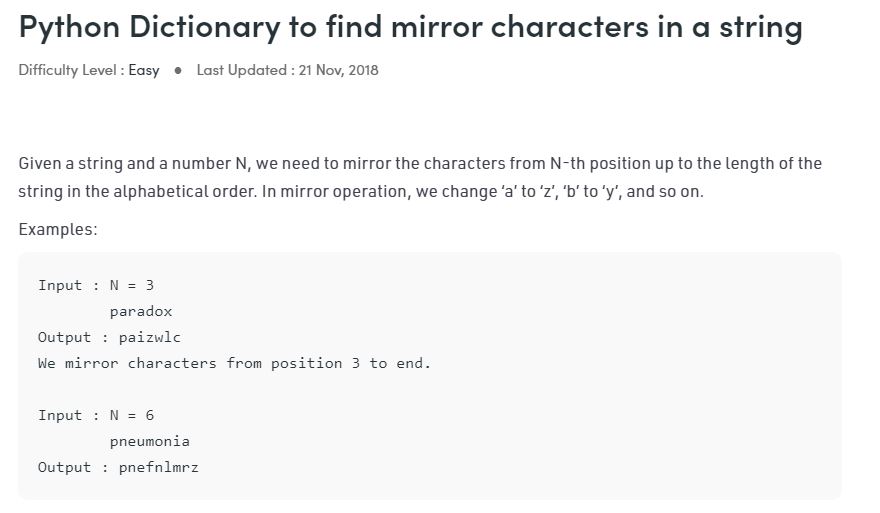 Python Dictionary to find mirror characters in a string
Difficulty Level : Easy ● Last Updated : 21 Nov, 2018
Given a string and a number N, we need to mirror the characters from N-th position up to the length of the
string in the alphabetical order. In mirror operation, we change ‘a’ to ‘z’, ‘b’ to ‘y’, and so on.
Examples:
Input : N = 3
paradox
Output : paizwlc
We mirror characters from position 3 to end.
Input : N = 6
pneumonia
Output : pnefnlmrz